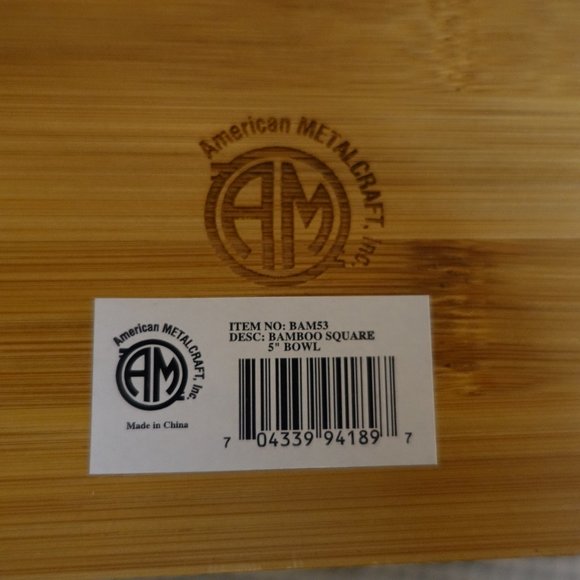 American METALCRAFT, Inc.
AM
American METALCRAFT, Inc.
AM
Made in China
ITEM NO: BAM53
DESC: BAMBOO SQUARE
5" BOWL
7 04339 94189 7